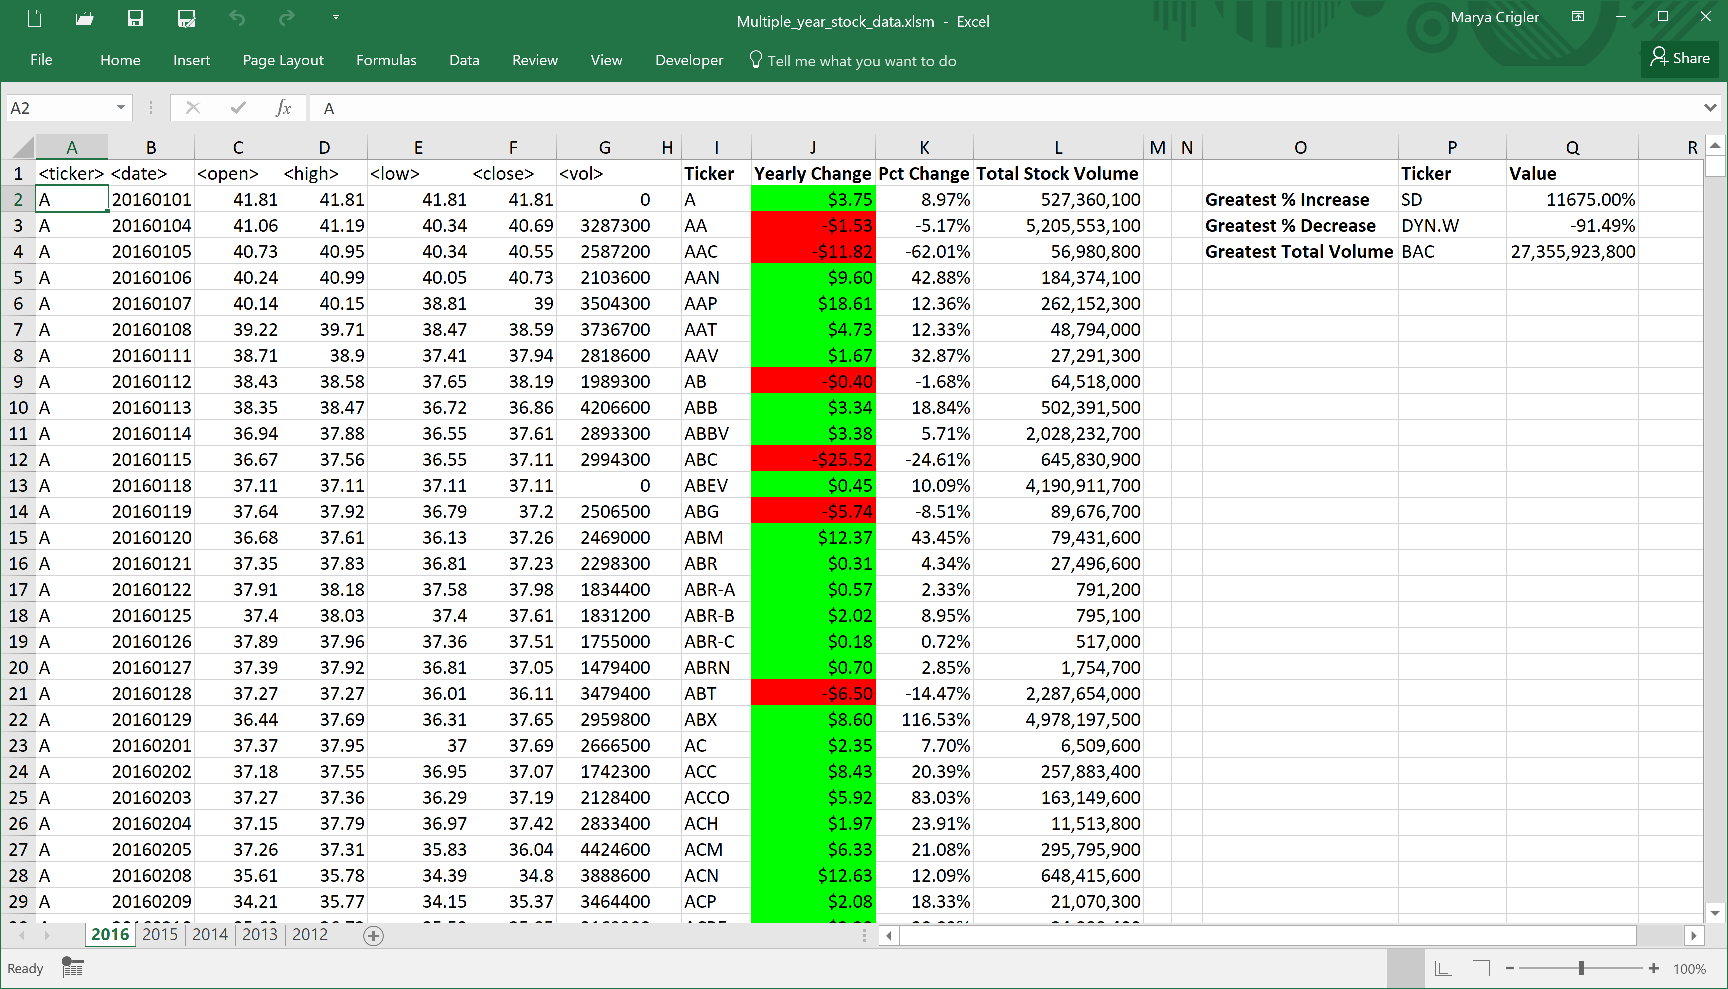 Multiple_year_stock_data.xlsm - Excel
Marya Crigler
File Home Insert Page Layout Formulas Data Review View Developer Tell me what you want to do Share
A2 fx A
A B C D E F G H I J K L M N O P Q R
1 <ticker> <date> <open> <high> <low> <close> <vol> Ticker Yearly Change Pct Change Total Stock Volume Ticker Value
2 A 20160101 41.81 41.81 41.81 41.81 0 A $3.75 8.97% 527,360,100 Greatest % Increase SD 11675.00%
3 A 20160104 41.06 41.19 40.34 40.69 3287300 AA -$1.53 -5.17% 5,205,553,100 Greatest % Decrease DYN.W -91.49%
4 A 20160105 40.73 40.95 40.34 40.55 2587200 AAC -$11.82 -62.01% 56,980,800 Greatest Total Volume BAC 27,355,923,800
5 A 20160106 40.24 40.99 40.05 40.73 2103600 AAN $9.60 42.88% 184,374,100
6 A 20160107 40.14 40.15 38.81 39 3504300 AAP $18.61 12.36% 262,152,300
7 A 20160108 39.22 39.71 38.47 38.59 3736700 AAT $4.73 12.33% 48,794,000
8 A 20160111 38.71 38.9 37.41 37.94 2818600 AAV $1.67 32.87% 27,291,300
9 A 20160112 38.43 38.58 37.65 38.19 1989300 AB -$0.40 -1.68% 64,518,000
10 A 20160113 38.35 38.47 36.72 36.86 4206600 ABB $3.34 18.84% 502,391,500
11 A 20160114 36.94 37.88 36.55 37.61 2893300 ABBV $3.38 5.71% 2,028,232,700
12 A 20160115 36.67 37.56 36.55 37.11 2994300 ABC -$25.52 -24.61% 645,830,900
13 A 20160118 37.11 37.11 37.11 37.11 0 ABEV $0.45 10.09% 4,190,911,700
14 A 20160119 37.64 37.92 36.79 37.2 2506500 ABG -$5.74 -8.51% 89,676,700
15 A 20160120 36.68 37.61 36.13 37.26 2469000 ABM $12.37 43.45% 79,431,600
16 A 20160121 37.35 37.83 36.81 37.23 2298300 ABR $0.31 4.34% 27,496,600
17 A 20160122 37.91 38.18 37.58 37.98 1834400 ABR-A $0.57 2.33% 791,200
18 A 20160125 37.4 38.03 37.4 37.61 1831200 ABR-B $2.02 8.95% 795,100
19 A 20160126 37.89 37.96 37.36 37.51 1755000 ABR-C $0.18 0.72% 517,000
20 A 20160127 37.39 37.92 36.81 37.05 1479400 ABRN $0.70 2.85% 1,754,700
21 A 20160128 37.27 37.27 36.01 36.11 3479400 ABT -$6.50 -14.47% 2,287,654,000
22 A 20160129 36.44 37.69 36.31 37.65 2959800 ABX $8.60 116.53% 4,978,197,500
23 A 20160201 37.37 37.95 37 37.69 2666500 AC $2.35 7.70% 6,509,600
24 A 20160202 37.18 37.55 36.95 37.07 1742300 ACC $8.43 20.39% 257,883,400
25 A 20160203 37.27 37.36 36.29 37.19 2128400 ACCO $5.92 83.03% 163,149,600
26 A 20160204 37.15 37.79 36.97 37.42 2833400 ACH $1.97 23.91% 11,513,800
27 A 20160205 37.26 37.31 35.83 36.04 4424600 ACM $6.33 21.08% 295,795,900
28 A 20160208 35.61 35.78 34.39 34.8 3888600 ACN $12.63 12.09% 648,415,600
29 A 20160209 34.21 35.77 34.15 35.37 3464400 ACP $2.08 18.33% 21,070,300
2016 2015 2014 2013 2012
Ready 100%